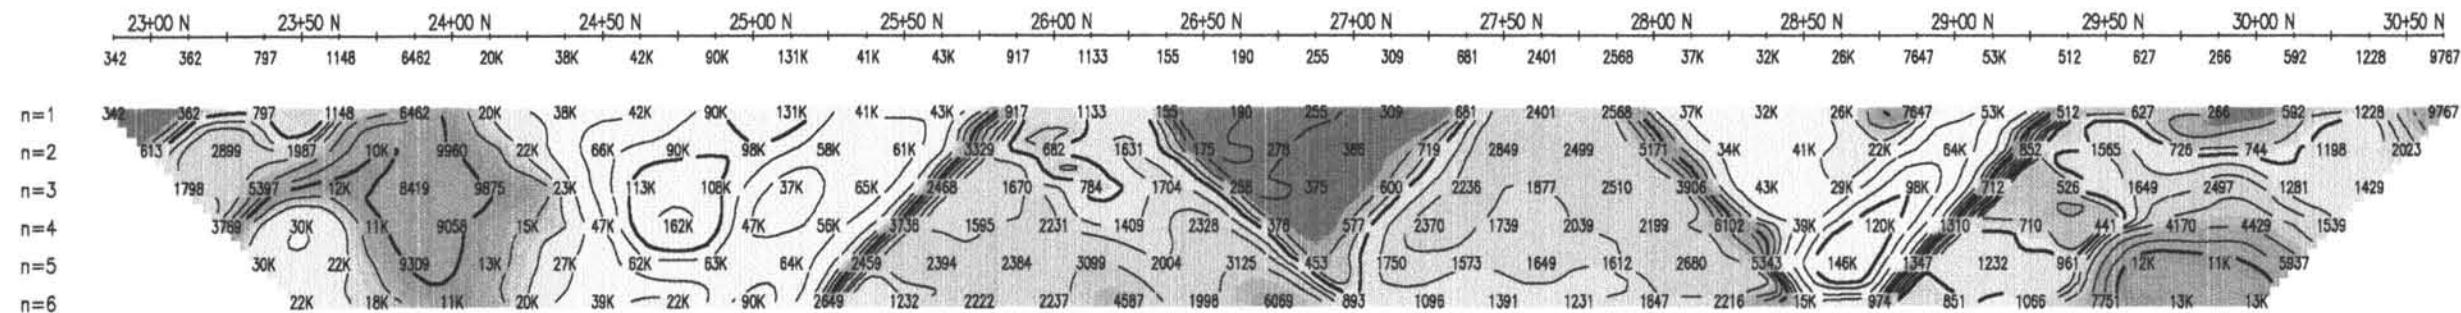 23+00 N 23+50 N 24+00 N 24+50 N 25+00 N 25+50 N 26+00 N 26+50 N 27+00 N 27+50 N 28+00 N 28+50 N 29+00 N 29+50 N 30+00 N 30+50 N
342 362 797 1148 6462 20K 38K 42K 90K 131K 41K 43K 917 1133 155 190 255 309 681 2401 2568 37K 32K 26K 7647 53K 512 627 266 592 1228 9767
n=1 342 362 797 1148 6462 20K 38K 42K 90K 131K 41K 43K 917 1133 155 190 255 309 681 2401 2568 37K 32K 26K 7647 53K 512 627 266 592 1228 9767
n=2 613 2899 1987 10K 9960 22K 66K 90K 98K 58K 61K 3329 682 1631 175 278 386 719 2849 2499 5171 34K 41K 22K 64K 852 1565 726 744 1198 2023
n=3 1798 5397 12K 8419 9875 23K 113K 108K 37K 65K 2468 1670 784 1704 258 375 600 2236 1877 2510 3906 43K 29K 98K 712 526 1649 2497 1281 1429
n=4 3789 30K 11K 9058 15K 47K 162K 47K 56K 3738 1595 2231 1409 2328 378 577 2370 1739 2039 2199 6102 39K 120K 1310 710 441 4170 4429 1539
n=5 30K 22K 9309 13K 27K 62K 63K 64K 2459 2394 2384 3099 2004 3125 453 1750 1573 1649 1612 2680 5343 146K 1347 1232 961 12K 11K 5937
n=6 22K 18K 11K 20K 39K 22K 90K 2649 1232 2222 2237 4587 1998 6069 893 1096 1391 1231 1847 2216 15K 974 851 1066 7751 13K 13K